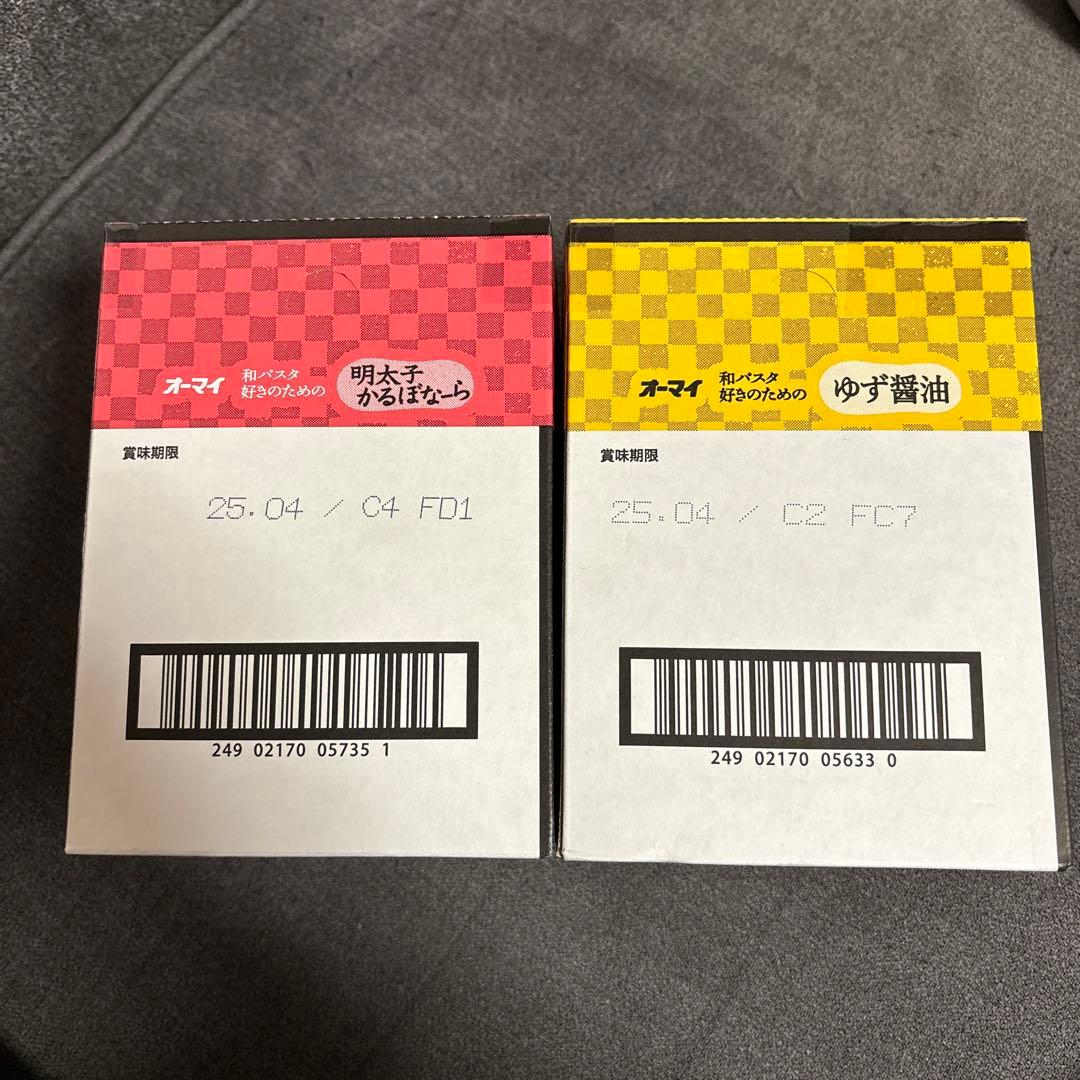 オーマイ
和パスタ
好きのための
明太子
かるぼなーら
賞味期限
25.04 / C4 FD1
249 02170 05735 1
オーマイ
和パスタ
好きのための
ゆず醤油
賞味期限
25.04 / C2 FC7
249 02170 05633 0